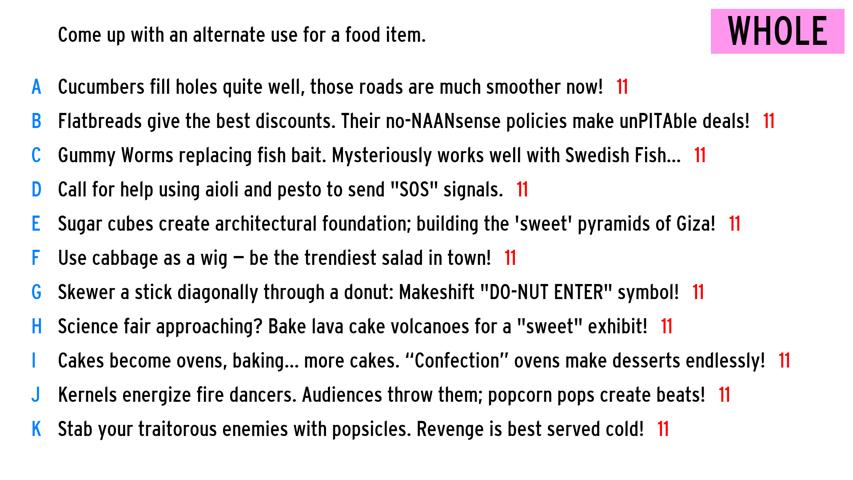 Come up with an alternate use for a food item.
WHOLE
A Cucumbers fill holes quite well, those roads are much smoother now! 11
B Flatbreads give the best discounts. Their no-NAANsense policies make unPITAble deals! 11
C Gummy Worms replacing fish bait. Mysteriously works well with Swedish Fish... 11
D Call for help using aioli and pesto to send "SOS" signals. 11
E Sugar cubes create architectural foundation; building the 'sweet' pyramids of Giza! 11
F Use cabbage as a wig – be the trendiest salad in town! 11
G Skewer a stick diagonally through a donut: Makeshift "DO-NUT ENTER" symbol! 11
H Science fair approaching? Bake lava cake volcanoes for a "sweet" exhibit! 11
I Cakes become ovens, baking... more cakes. “Confection” ovens make desserts endlessly! 11
J Kernels energize fire dancers. Audiences throw them; popcorn pops create beats! 11
K Stab your traitorous enemies with popsicles. Revenge is best served cold! 11